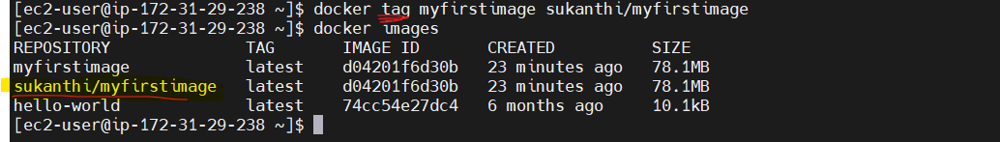 [ec2-user@ip-172-31-29-238 ~]$ docker tag myfirstimage sukanthi/myfirstimage
[ec2-user@ip-172-31-29-238 ~]$ docker images
REPOSITORY TAG IMAGE ID CREATED SIZE
myfirstimage latest d04201f6d30b 23 minutes ago 78.1MB
sukanthi/myfirstimage latest d04201f6d30b 23 minutes ago 78.1MB
hello-world latest 74cc54e27dc4 6 months ago 10.1kB
[ec2-user@ip-172-31-29-238 ~]$